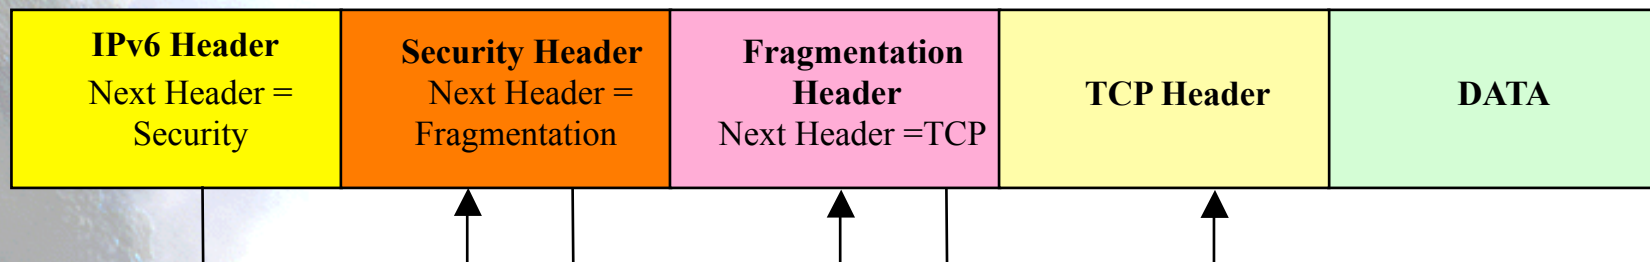 IPv6 Header
Next Header =
Security
Security Header
Next Header =
Fragmentation
Fragmentation
Header
Next Header =TCP
TCP Header
DATA